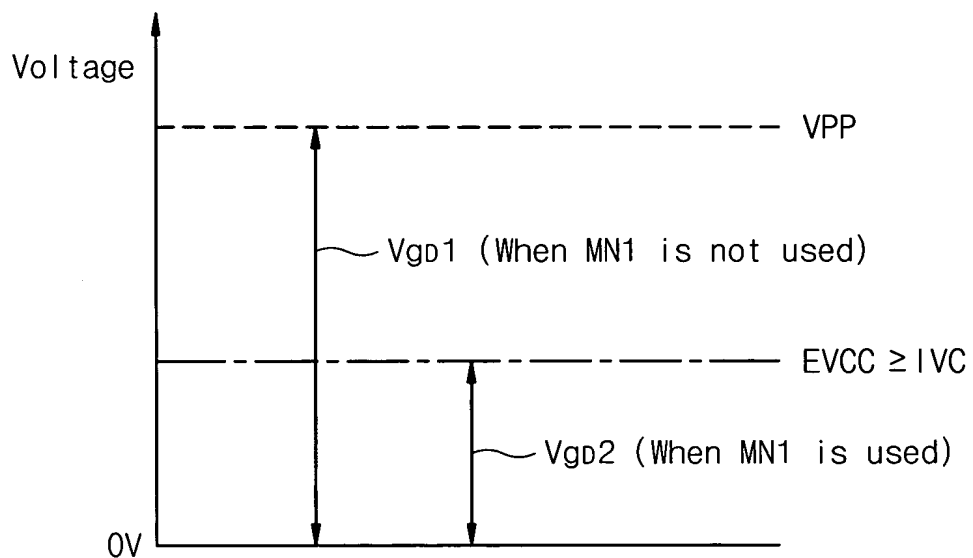 Voltage
VPP
VgD1 (When MN1 is not used)
EVCC ≥ IVC
VgD2 (When MN1 is used)
0V